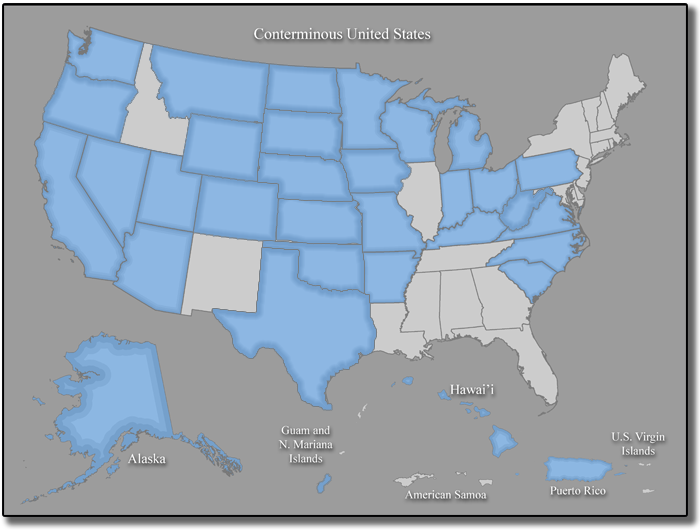 Conterminous United States
Hawai'i
Guam and
N. Mariana
Islands
U.S. Virgin
Islands
Alaska
American Samoa
Puerto Rico